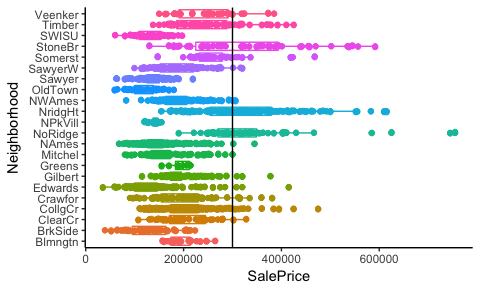 Neighborhood
Veenker
Timber
SWISU
StoneBr
Somerst
SawyerW
Sawyer
OldTown
NWAmes
NridgHt
NPkVill
NoRidge
NAmes
Mitchel
Greens
Gilbert
Edwards
Crawfor
CollgCr
ClearCr
BrkSide
Blmngtn
0 200000 400000 600000
SalePrice